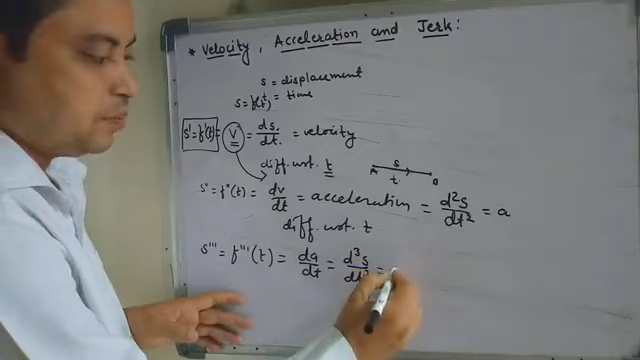 * Velocity, Acceleration and Jerk:
s = displacement
t = time
s = f(t)
s' = f'(t) = v = ds/dt. = velocity
diff. w.r.t. t
A s B
t.
s'' = f''(t) = dv/dt = acceleration = d²s/dt² = a
diff. w.r.t. t
s''' = f'''(t) = da/dt = d³s/dt³ =